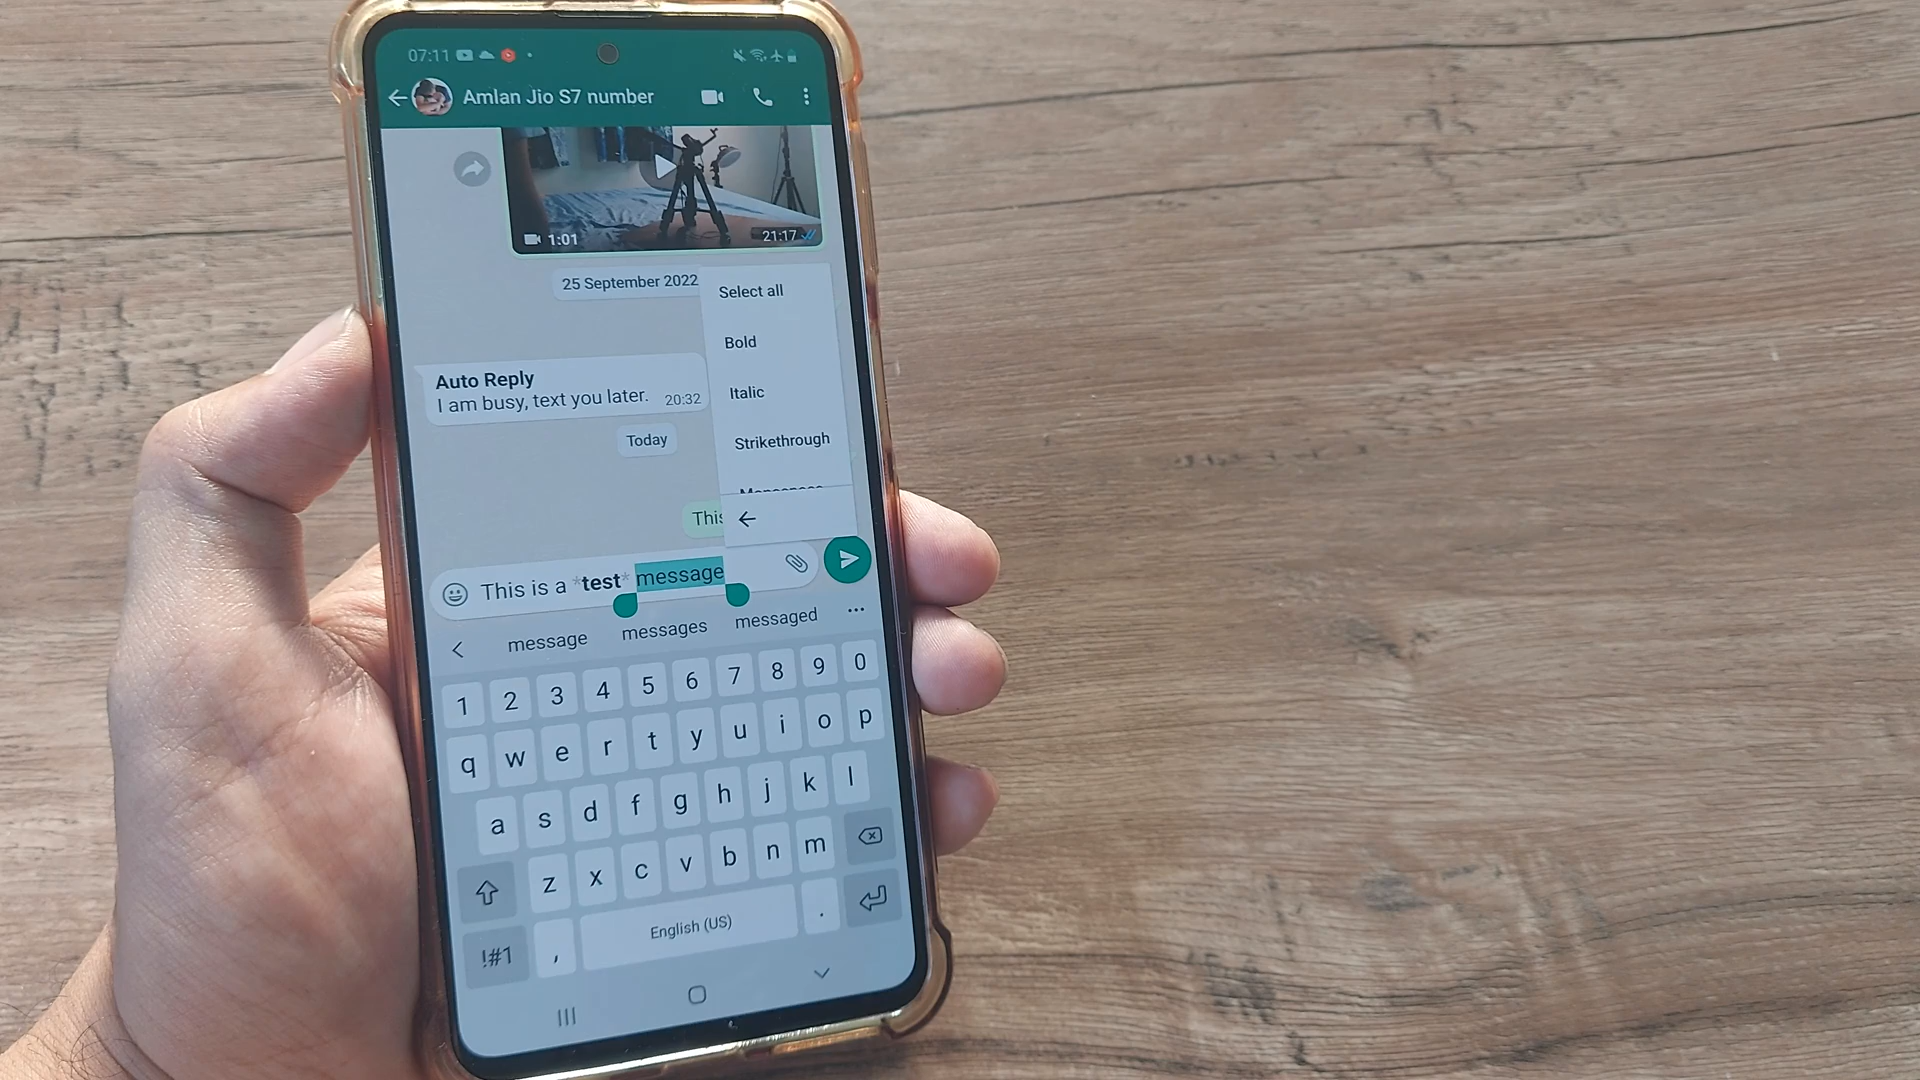 07:11
Amlan Jio S7 number
1:01
21:17
25 September 2022
Select all
Bold
Italic
Auto Reply
I am busy, text you later. 20:32
Strikethrough
Today
Monospace
This
This is a *test* message
message messages messaged
1 2 3 4 5 6 7 8 9 0
q w e r t y u i o p
a s d f g h j k l
z x c v b n m
!#1 , English (US) .